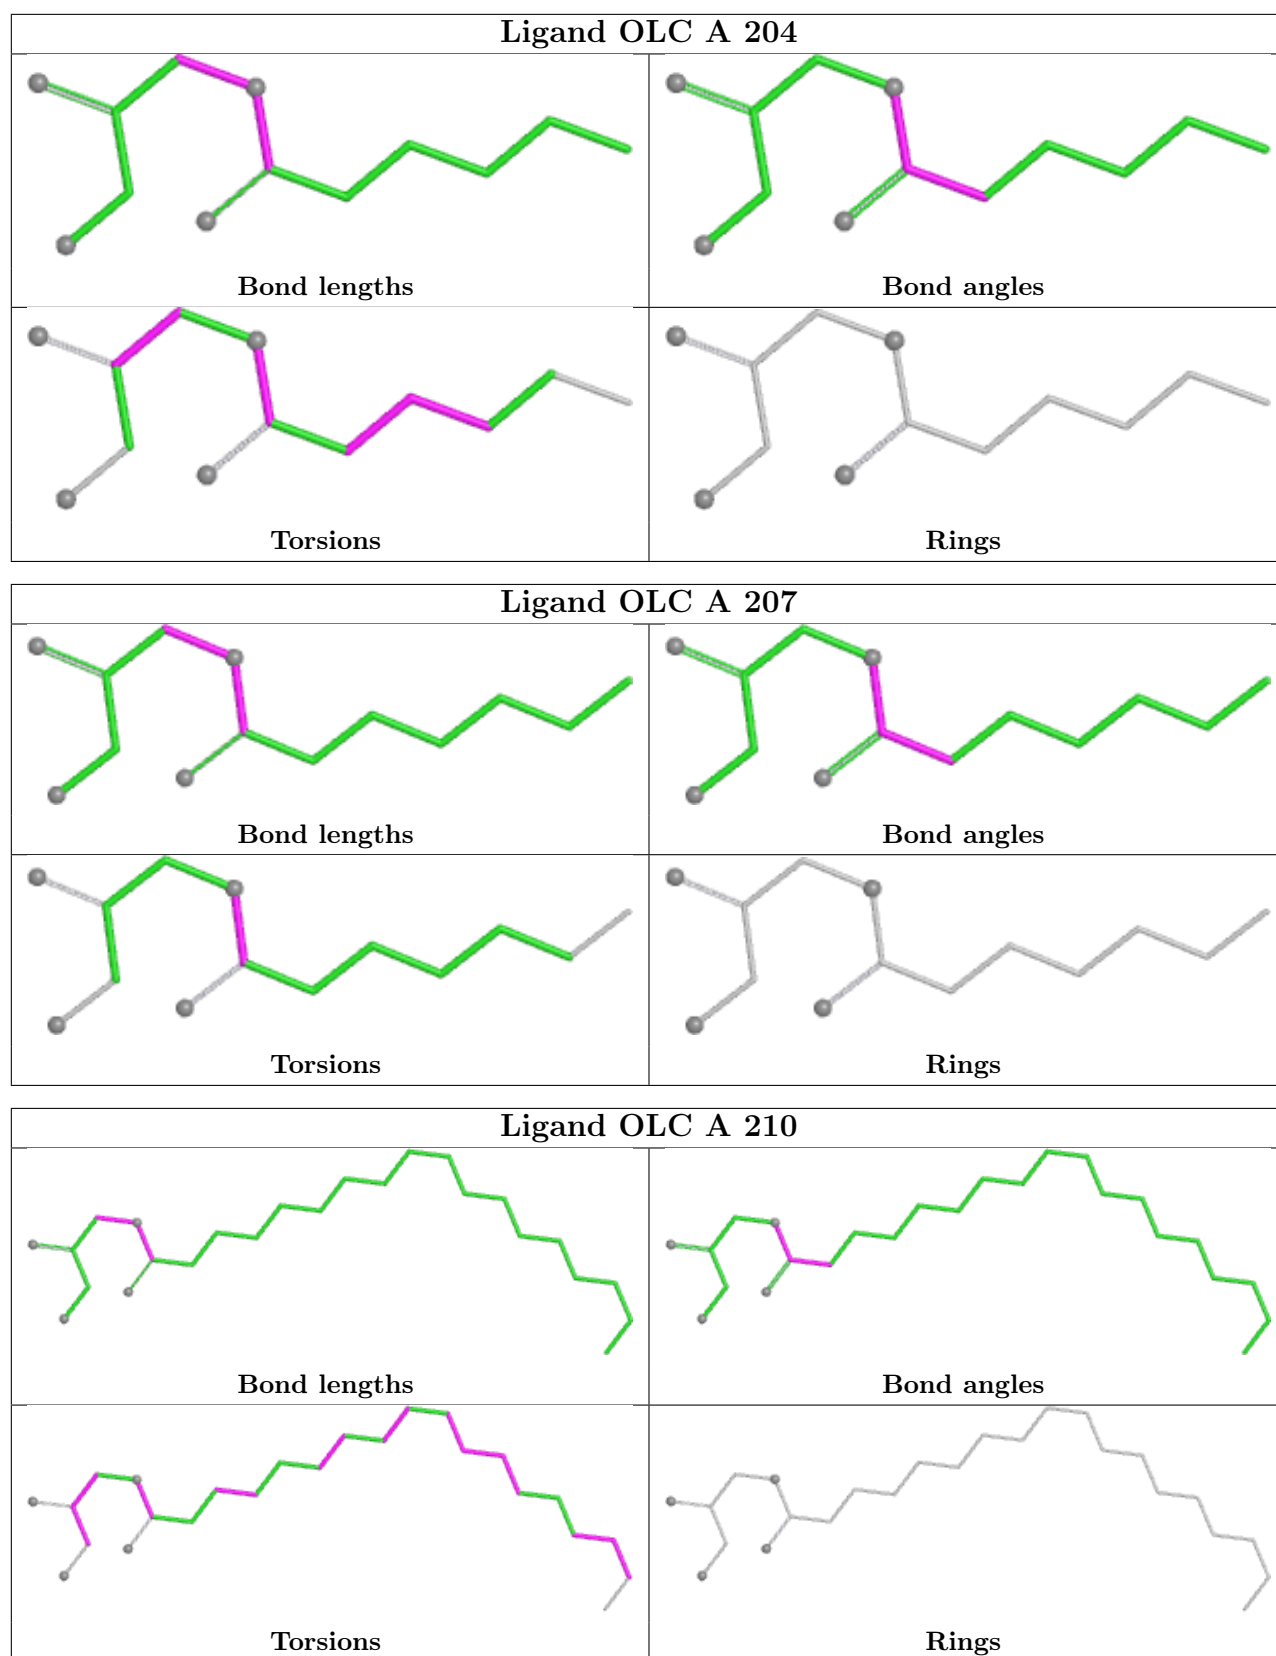 Ligand OLC A 204
Bond lengths
Bond angles
Torsions
Rings
Ligand OLC A 207
Bond lengths
Bond angles
Torsions
Rings
Ligand OLC A 210
Bond lengths
Bond angles
Torsions
Rings